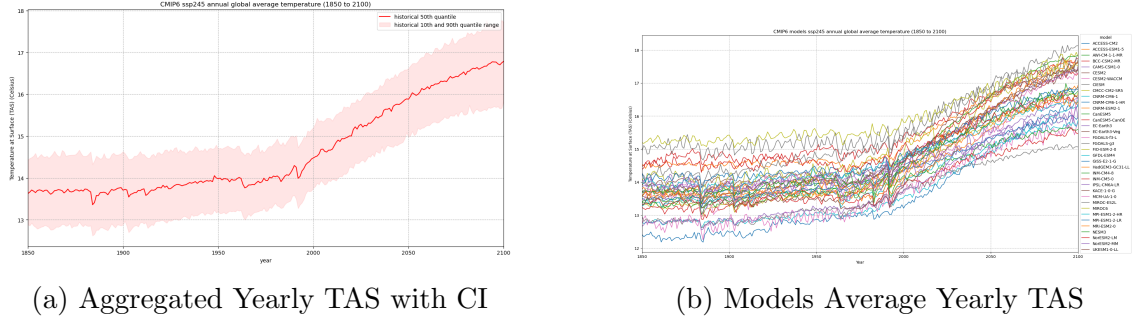 CMIP6 ssp245 annual global average temperature (1850 to 2100)
historical 50th quantile
historical 10th and 90th quantile range
Temperature at Surface (TAS) (Celsius)
18
17
16
15
14
13
1850
1900
1950
2000
2050
2100
year
(a) Aggregated Yearly TAS with CI
CMIP6 models ssp245 annual global average temperature (1850 to 2100)
Temperature at Surface (TAS) (Celsius)
18
17
16
15
14
13
12
1850
1900
1950
2000
2050
2100
Year
model
ACCESS-CM2
ACCESS-ESM1-5
AWI-CM-1-1-MR
BCC-CSM2-MR
CAMS-CSM1-0
CESM2
CESM2-WACCM
CIESM
CMCC-CM2-SR5
CNRM-CM6-1
CNRM-CM6-1-HR
CNRM-ESM2-1
CanESM5
CanESM5-CanOE
EC-Earth3
EC-Earth3-Veg
FGOALS-f3-L
FGOALS-g3
FIO-ESM-2-0
GFDL-ESM4
GISS-E2-1-G
HadGEM3-GC31-LL
INM-CM4-8
INM-CM5-0
IPSL-CM6A-LR
KACE-1-0-G
MCM-UA-1-0
MIROC-ES2L
MIROC6
MPI-ESM1-2-HR
MPI-ESM1-2-LR
MRI-ESM2-0
NESM3
NorESM2-LM
NorESM2-MM
UKESM1-0-LL
(b) Models Average Yearly TAS